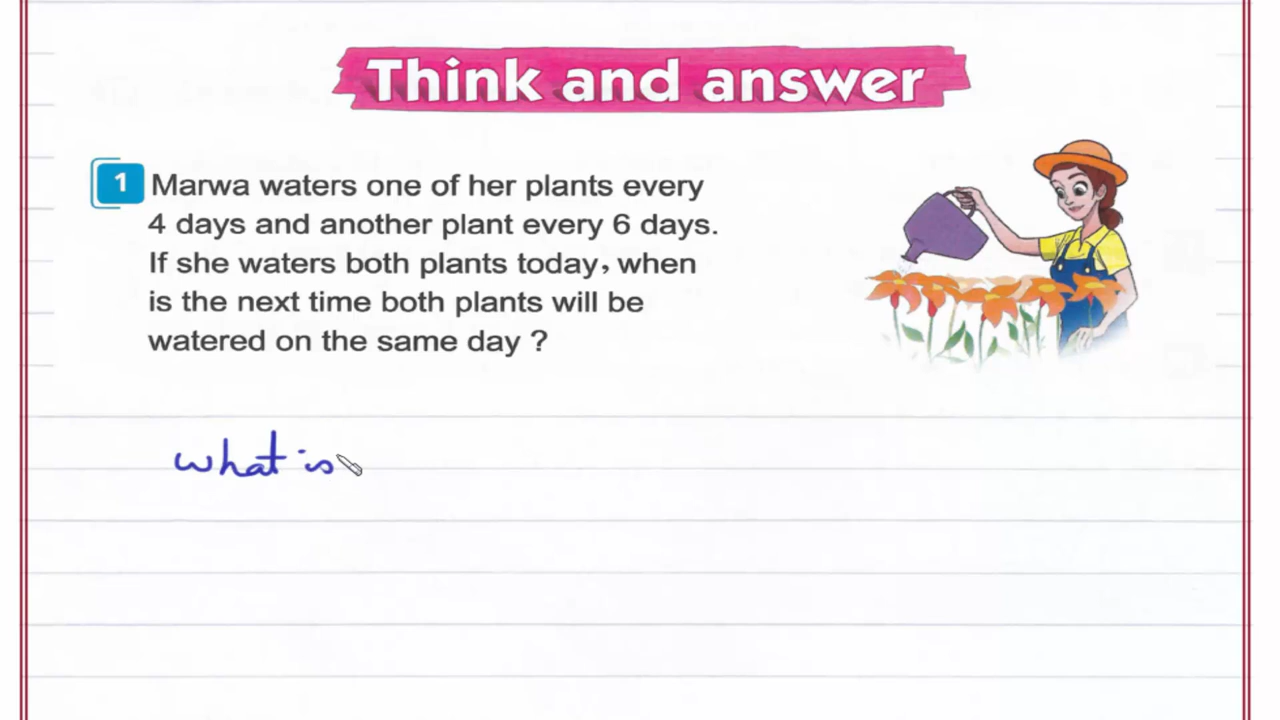 Think and answer
1 Marwa waters one of her plants every
4 days and another plant every 6 days.
If she waters both plants today, when
is the next time both plants will be
watered on the same day ?
what is